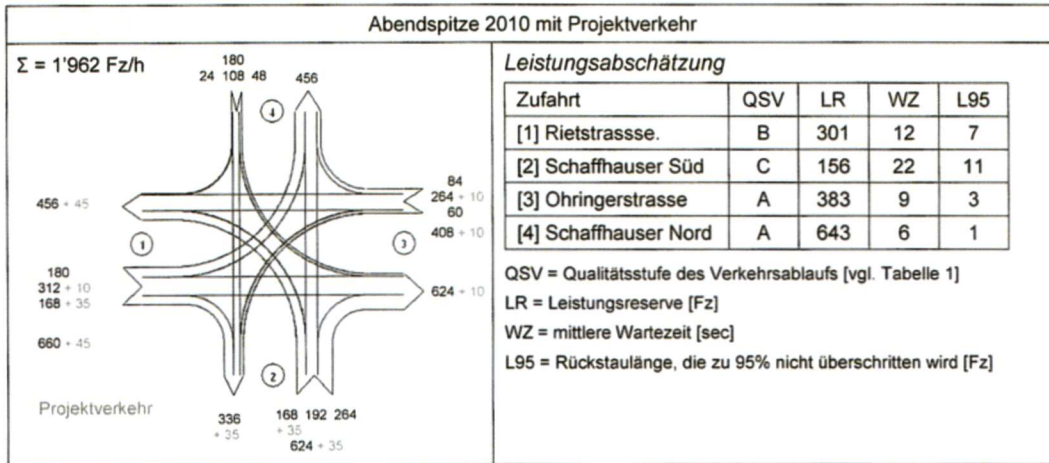 Abendspitze 2010 mit Projektverkehr
Σ = 1'962 Fz/h
180
24 108 48
456
4
84
264 + 10
60
408 + 10
456 + 45
1
3
180
312 + 10
168 + 35
624 + 10
660 + 45
2
Projektverkehr
336
+ 35
168 192 264
+ 35
624 + 35
Leistungsabschätzung
Zufahrt QSV LR WZ L95
[1] Rietstrassse. B 301 12 7
[2] Schaffhauser Süd C 156 22 11
[3] Ohringerstrasse A 383 9 3
[4] Schaffhauser Nord A 643 6 1
QSV = Qualitätsstufe des Verkehrsablaufs [vgl. Tabelle 1]
LR = Leistungsreserve [Fz]
WZ = mittlere Wartezeit [sec]
L95 = Rückstaulänge, die zu 95% nicht überschritten wird [Fz]